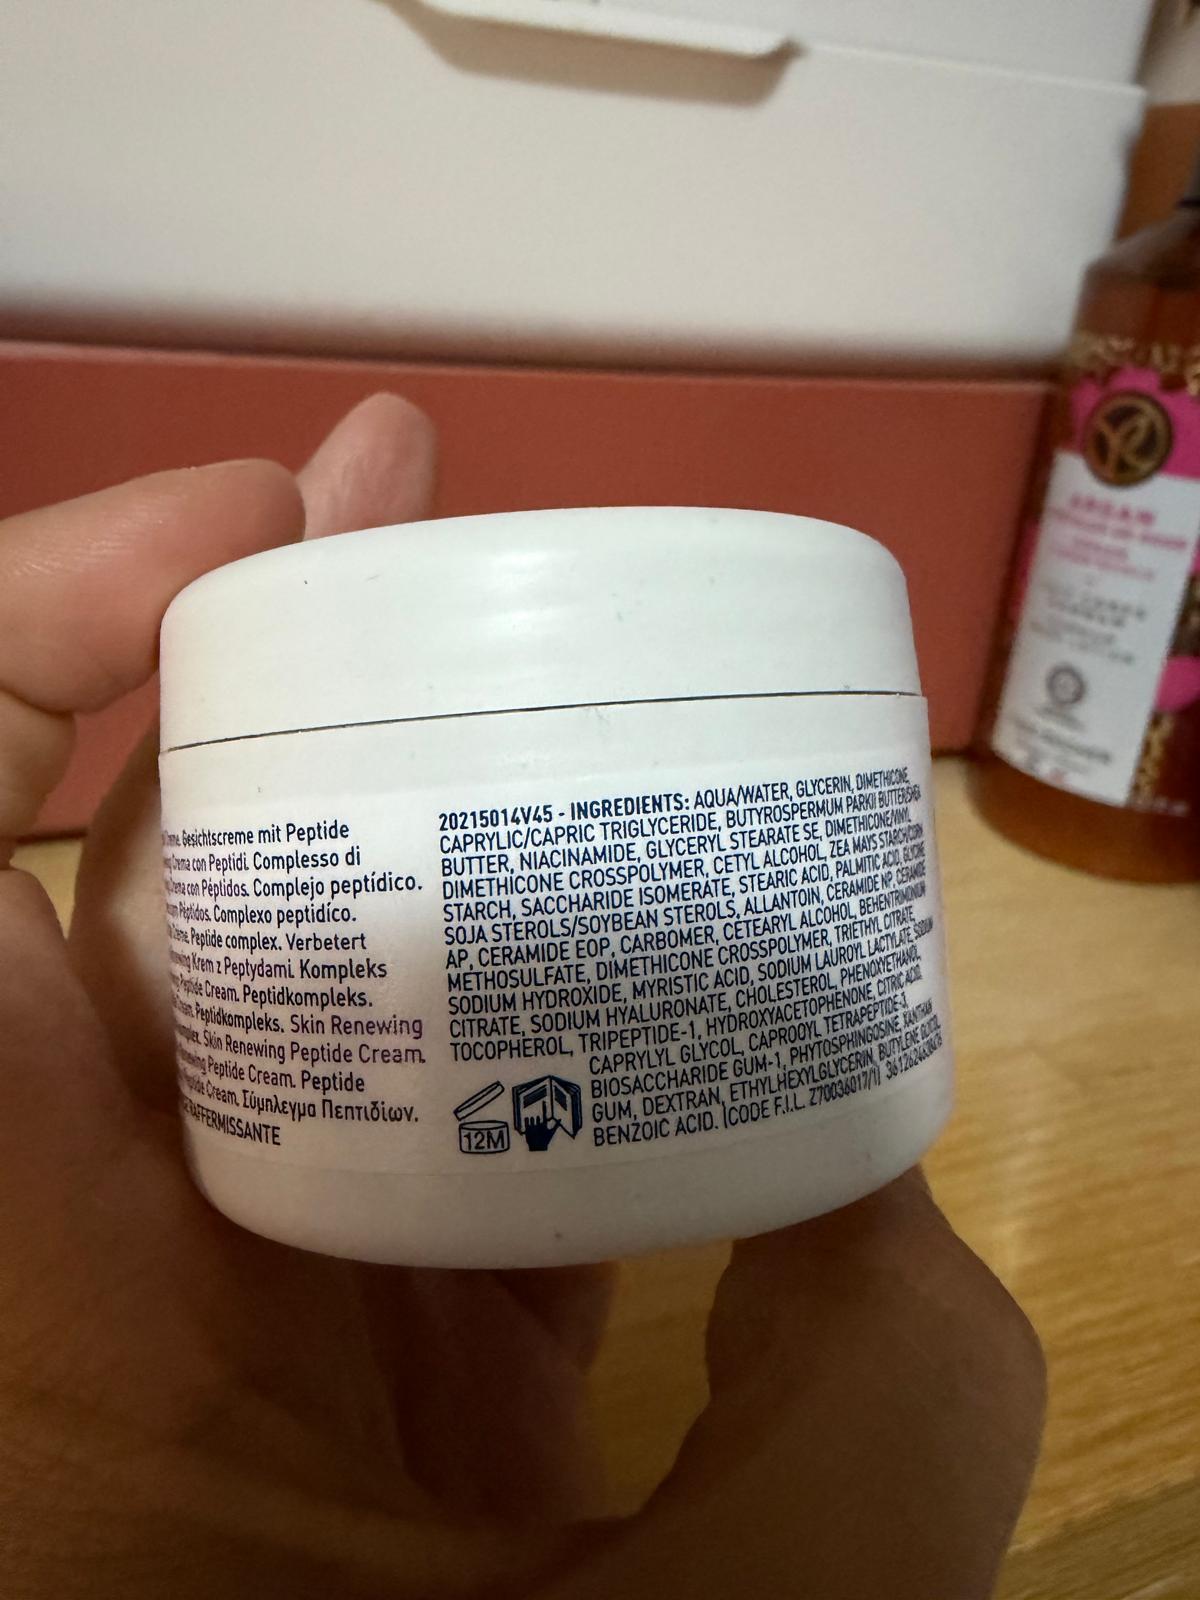 Creme. Gesichtscreme mit Peptide
Crema con Peptidi. Complesso di
Crema con Péptidos. Complejo peptídico.
Péptidos. Complexo peptidíco.
Creme. Peptide complex. Verbetert
Krem z Peptydami. Kompleks
Peptide Cream. Peptidkompleks.
Cream. Peptidkompleks. Skin Renewing
Skin Renewing Peptide Cream.
Peptide Cream. Peptide
Peptide Cream. Σύμπλεγμα Πεπτιδίων.
RAFFERMISSANTE
20215014V45 - INGREDIENTS: AQUA/WATER, GLYCERIN, DIMETHICONE,
CAPRYLIC/CAPRIC TRIGLYCERIDE, BUTYROSPERMUM PARKII BUTTER/SHEA
BUTTER, NIACINAMIDE, GLYCERYL STEARATE SE, DIMETHICONE/VINYL
DIMETHICONE CROSSPOLYMER, CETYL ALCOHOL, ZEA MAYS STARCH/CORN
STARCH, SACCHARIDE ISOMERATE, STEARIC ACID, PALMITIC ACID, GLYCINE
SOJA STEROLS/SOYBEAN STEROLS, ALLANTOIN, CERAMIDE NP, CERAMIDE
AP, CERAMIDE EOP, CARBOMER, CETEARYL ALCOHOL, BEHENTRIMONIUM
METHOSULFATE, DIMETHICONE CROSSPOLYMER, TRIETHYL CITRATE,
SODIUM HYDROXIDE, MYRISTIC ACID, SODIUM LAUROYL LACTYLATE, SODIUM
CITRATE, SODIUM HYALURONATE, CHOLESTEROL, PHENOXYETHANOL,
TOCOPHEROL, TRIPEPTIDE-1, HYDROXYACETOPHENONE, CITRIC ACID,
CAPRYLYL GLYCOL, CAPROOYL TETRAPEPTIDE-3,
BIOSACCHARIDE GUM-1, PHYTOSPHINGOSINE, XANTHAN
GUM, DEXTRAN, ETHYLHEXYLGLYCERIN, BUTYLENE GLYCOL,
BENZOIC ACID. (CODE F.I.L. Z70036017/1)
12M
ARGAN